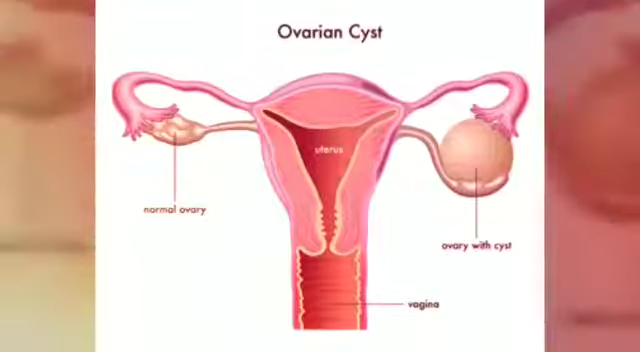 Ovarian Cyst
uterus
normal ovary
ovary with cyst
vagina